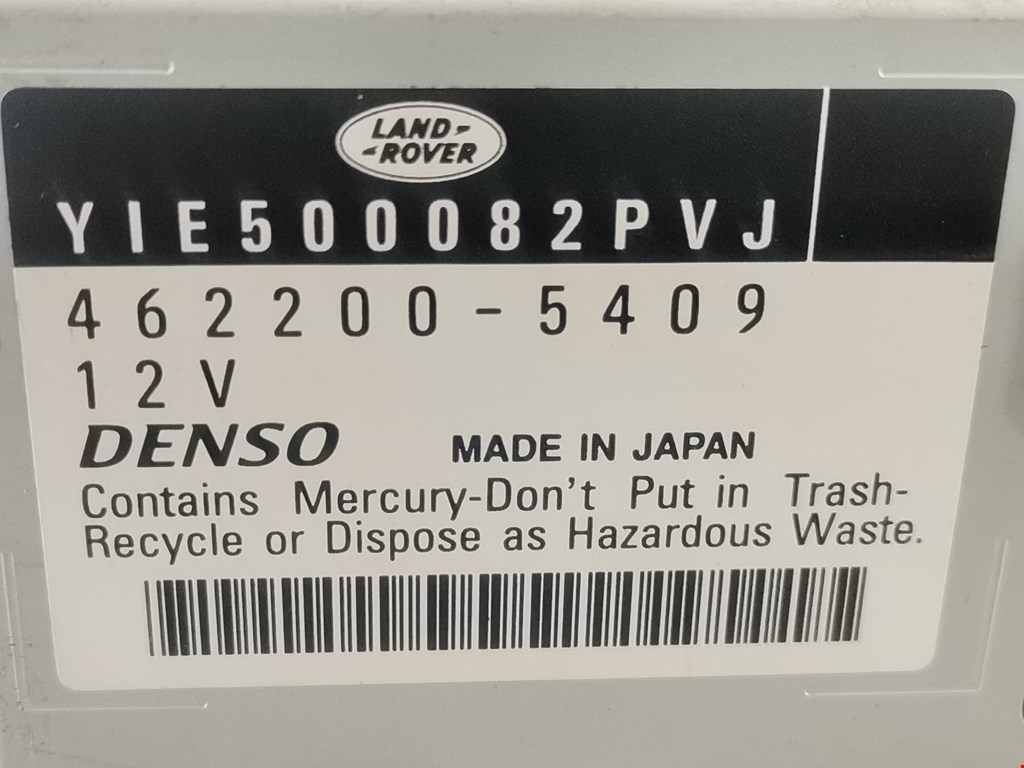 LAND-
-ROVER
YIE500082PVJ
462200-5409
12V
DENSO MADE IN JAPAN
Contains Mercury-Don't Put in Trash-
Recycle or Dispose as Hazardous Waste.